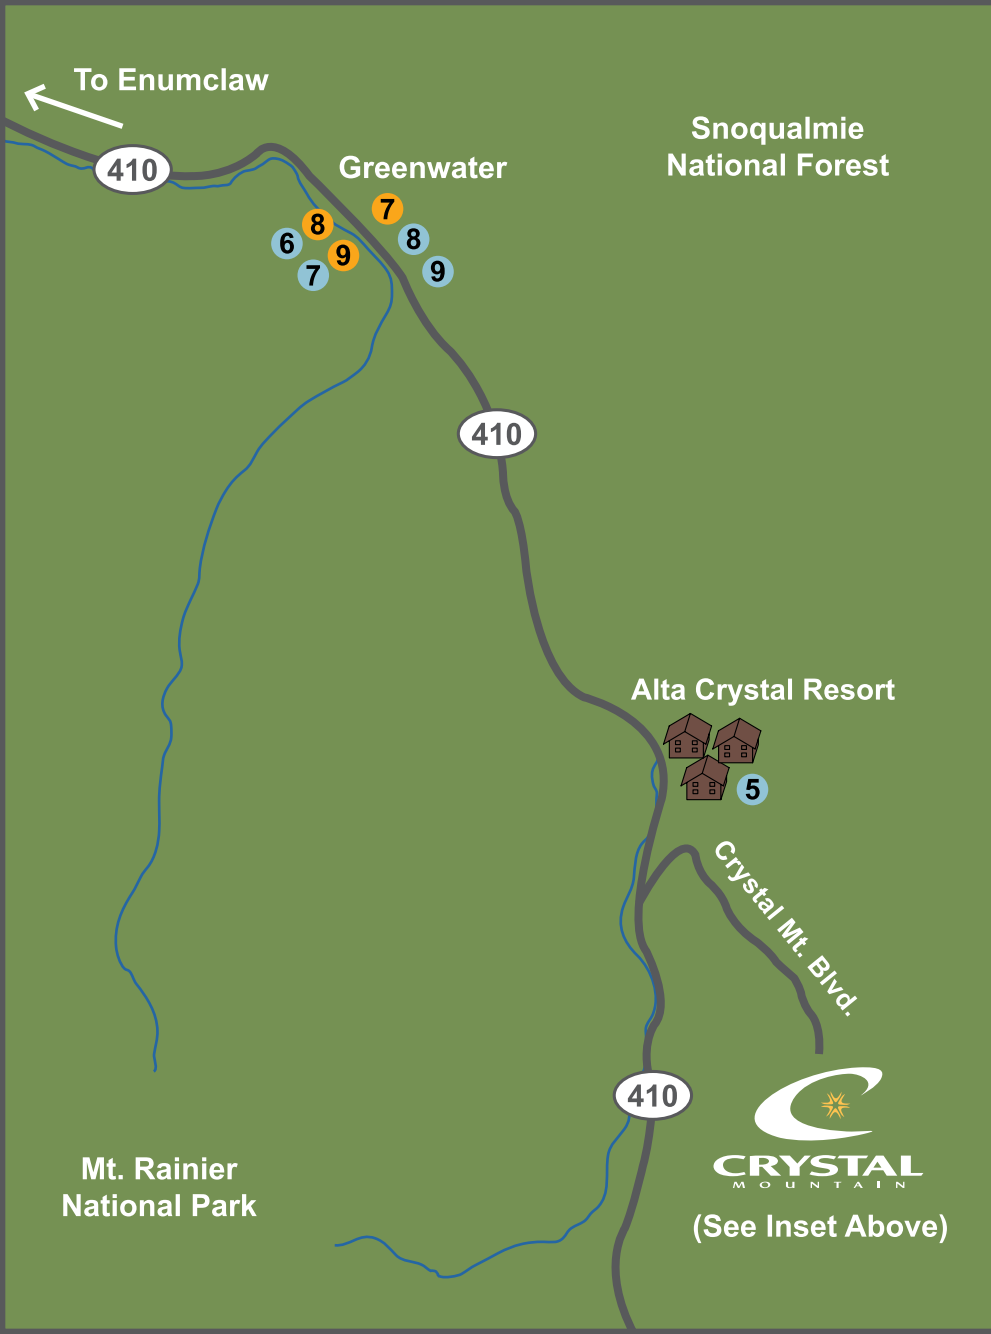 To Enumclaw
Snoqualmie
National Forest
410
Greenwater
7
8
6
8
9
7
9
410
Alta Crystal Resort
5
Crystal Mt. Blvd.
410
CRYSTAL
MOUNTAIN
Mt. Rainier
National Park
(See Inset Above)